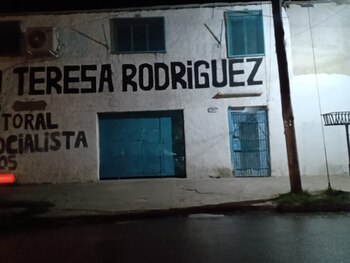 TERESA RODRiGUEZ
TORAL
OCIALISTA
05